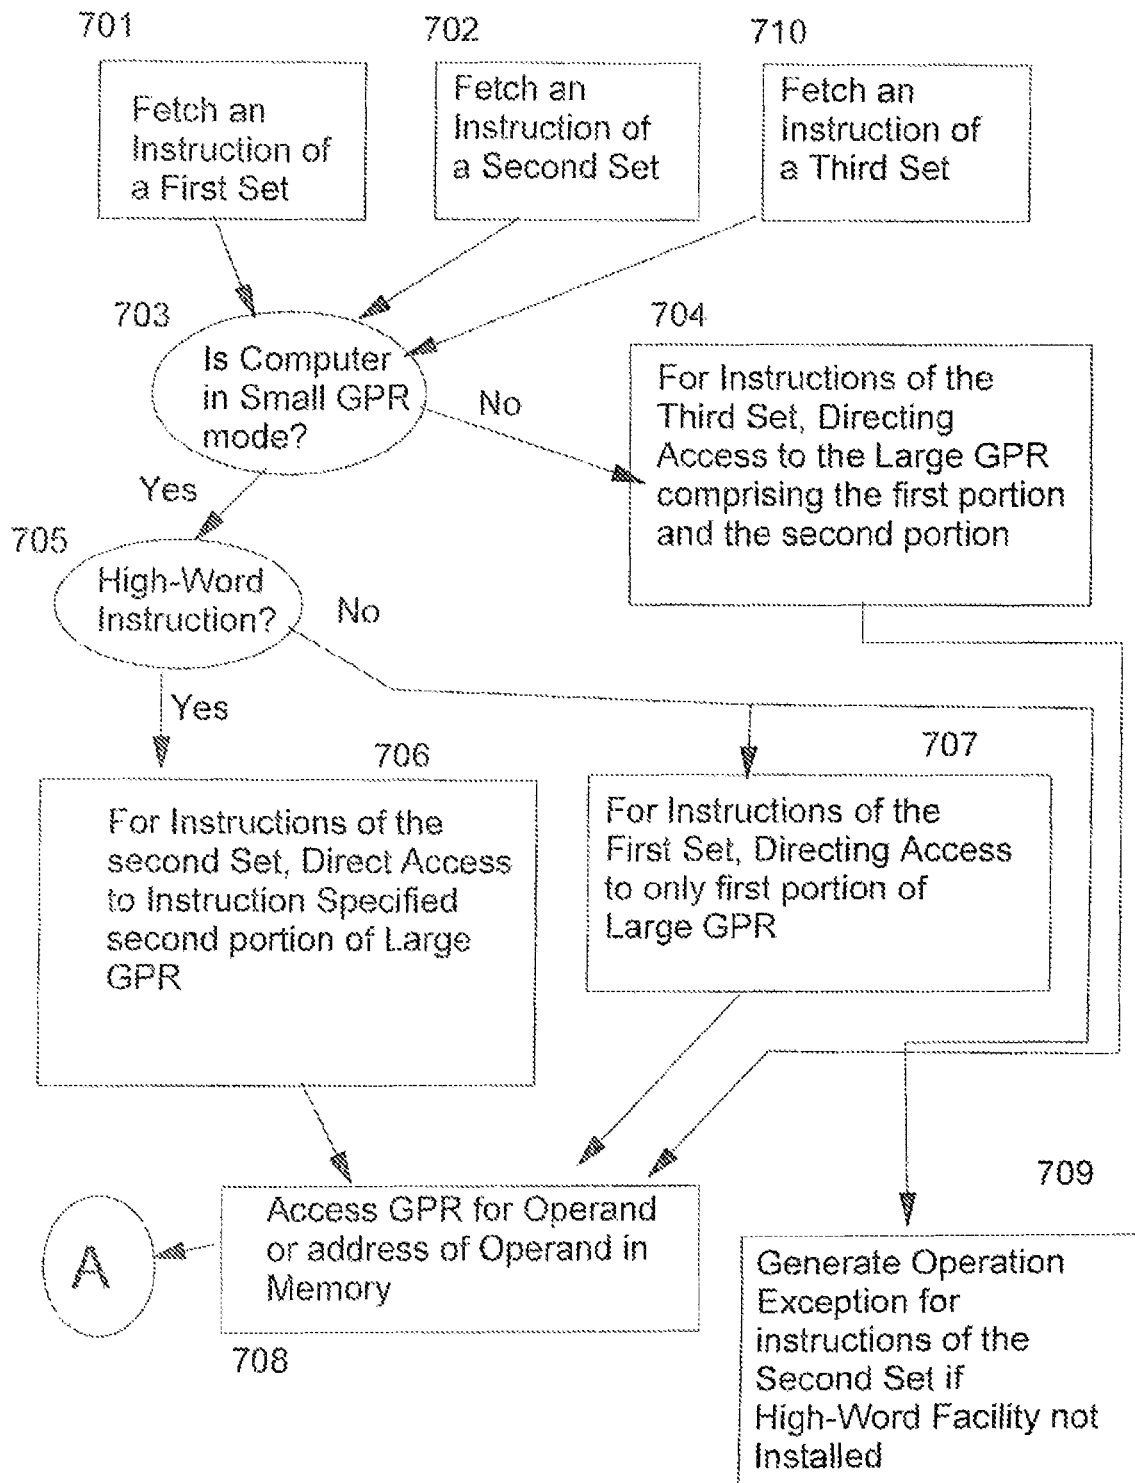 701
Fetch an
Instruction of
a First Set
702
Fetch an
Instruction of
a Second Set
710
Fetch an
Instruction of
a Third Set
703
Is Computer
in Small GPR
mode?
No
Yes
704
For Instructions of the
Third Set, Directing
Access to the Large GPR
comprising the first portion
and the second portion
705
High-Word
Instruction?
No
Yes
706
For Instructions of the
second Set, Direct Access
to Instruction Specified
second portion of Large
GPR
707
For Instructions of the
First Set, Directing Access
to only first portion of
Large GPR
A
Access GPR for Operand
or address of Operand in
Memory
708
709
Generate Operation
Exception for
instructions of the
Second Set if
High-Word Facility not
Installed